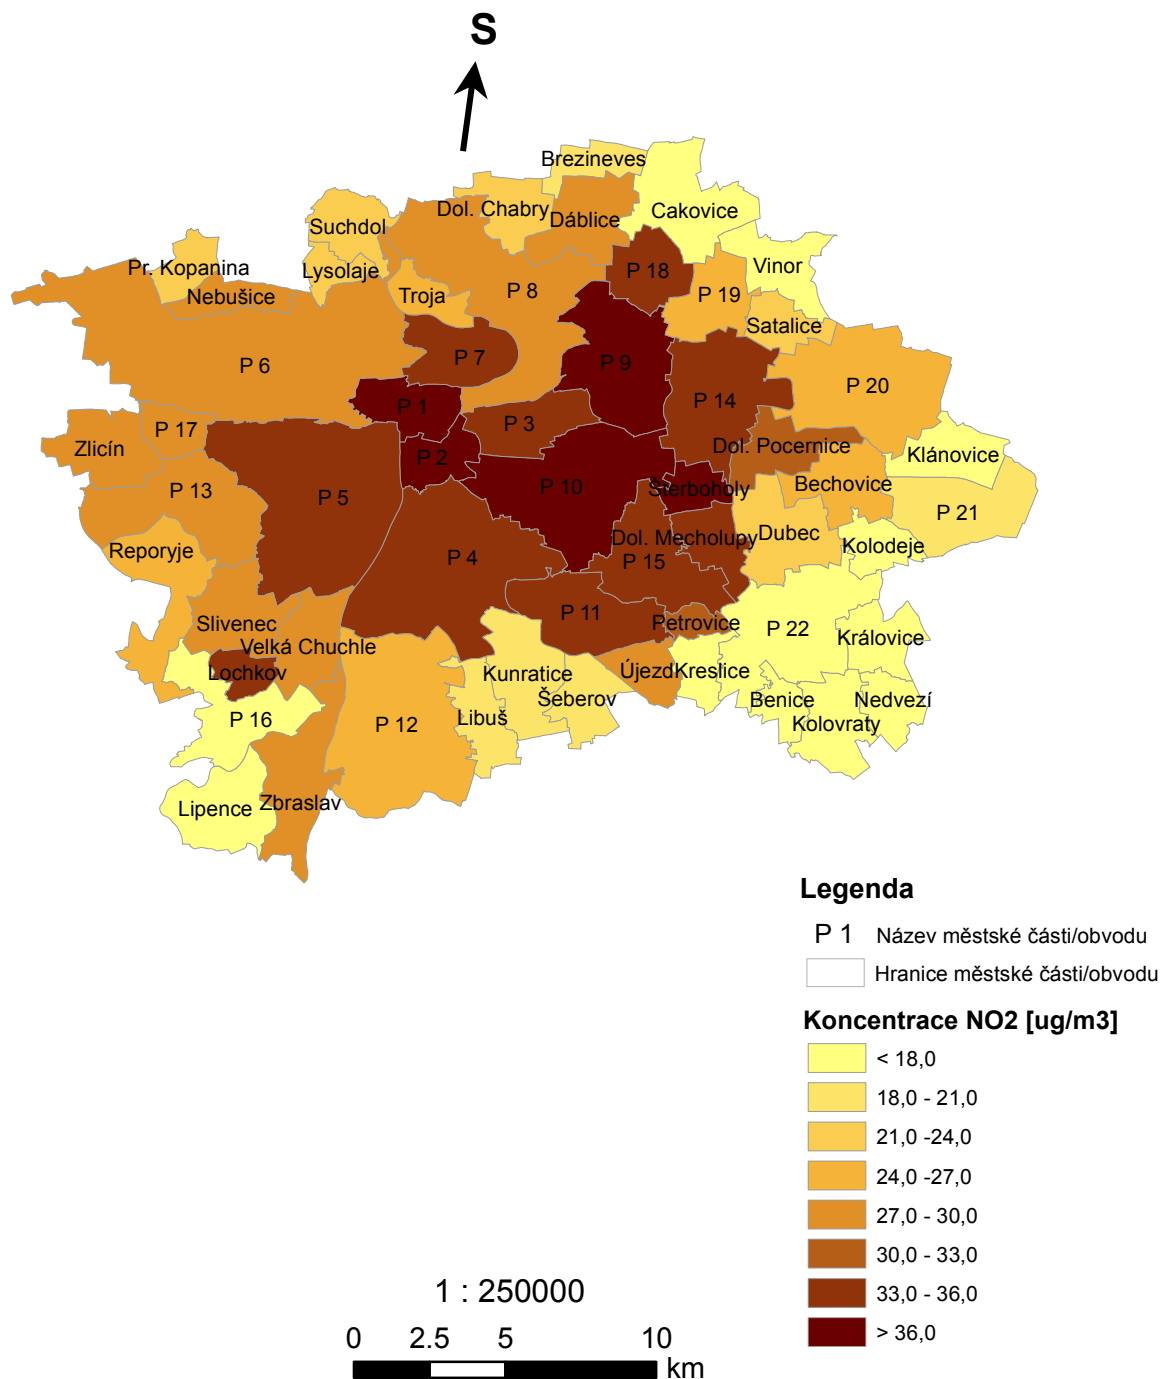 S
Brezineves
Cakovice
Dol. Chabry
Dáblice
Suchdol
Vinor
Pr. Kopanina
Lysolaje
P 18
Nebušice
Troja
P 8
P 19
Satalice
P 7
P 9
P 6
P 20
P 14
P 1
P 3
P 17
Zlicín
Dol. Pocernice
Klánovice
P 2
P 10
Šterboholy
Bechovice
P 13
P 5
P 21
Dubec
Dol. Mecholupy
Kolodeje
Reporyje
P 4
P 15
P 11
Petrovice
P 22
Královice
Slivenec
Velká Chuchle
Lochkov
Kunratice
Újezd
Kreslice
Šeberov
Benice
Nedvezí
Kolovraty
P 16
P 12
Libuš
Lipence
Zbraslav
Legenda
P 1 Název městské části/obvodu
Hranice městské části/obvodu
Koncentrace NO2 [ug/m3]
< 18,0
18,0 - 21,0
21,0 -24,0
24,0 -27,0
27,0 - 30,0
30,0 - 33,0
33,0 - 36,0
> 36,0
1 : 250000
0 2.5 5 10
km